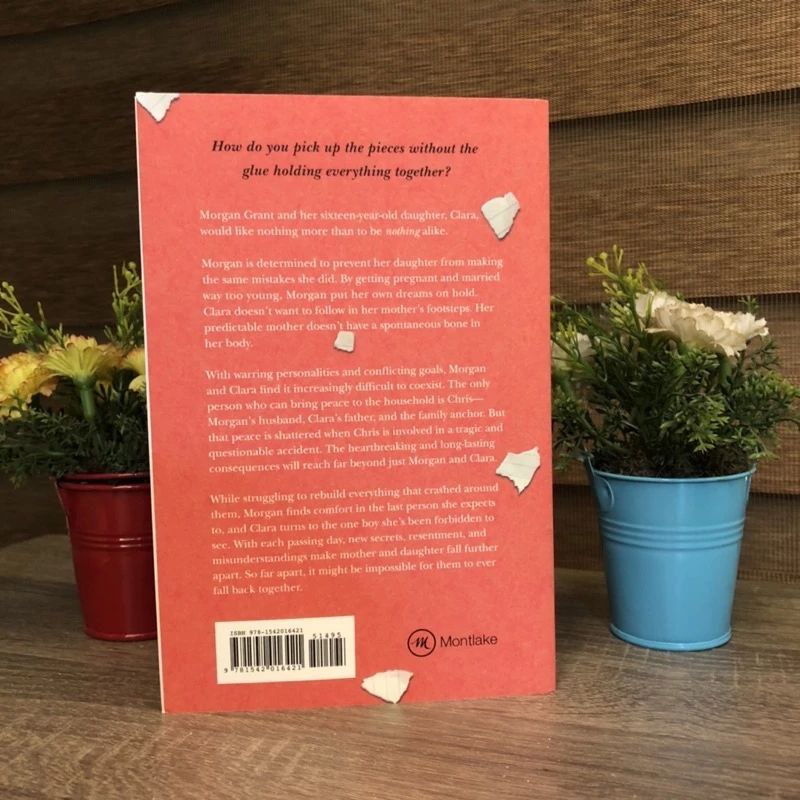 How do you pick up the pieces without the
glue holding everything together?
Morgan Grant and her sixteen-year-old daughter, Clara,
would like nothing more than to be nothing alike.
Morgan is determined to prevent her daughter from making
the same mistakes she did. By getting pregnant and married
way too young, Morgan put her own dreams on hold.
Clara doesn't want to follow in her mother's footsteps. Her
predictable mother doesn't have a spontaneous bone in
her body.
With warring personalities and conflicting goals, Morgan
and Clara find it increasingly difficult to coexist. The only
person who can bring peace to the household is Chris—
Morgan's husband, Clara's father, and the family anchor. But
that peace is shattered when Chris is involved in a tragic and
questionable accident. The heartbreaking and long-lasting
consequences will reach far beyond just Morgan and Clara.
While struggling to rebuild everything that crashed around
them, Morgan finds comfort in the last person she expects
to, and Clara turns to the one boy she's been forbidden to
see. With each passing day, new secrets, resentment, and
misunderstandings make mother and daughter fall further
apart. So far apart, it might be impossible for them to ever
fall back together.
ISBN 978-1542016421
51495
9 781542 016421
M Montlake